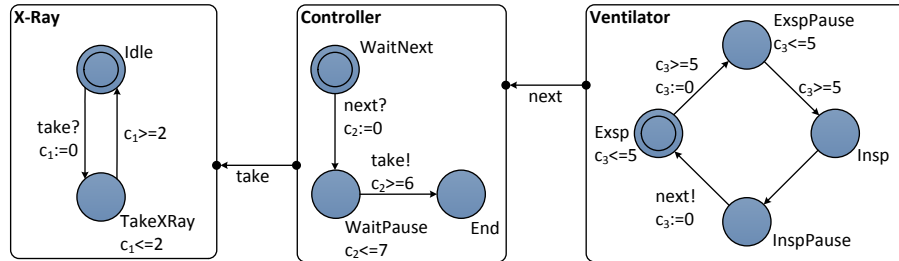 X-Ray
Idle
take?
c₁:=0
c₁>=2
TakeXRay
c₁<=2
take
Controller
WaitNext
next?
c₂:=0
take!
c₂>=6
WaitPause
c₂<=7
End
next
Ventilator
ExspPause
c₃<=5
c₃>=5
c₃:=0
c₃>=5
Exsp
c₃<=5
Insp
next!
c₃:=0
InspPause